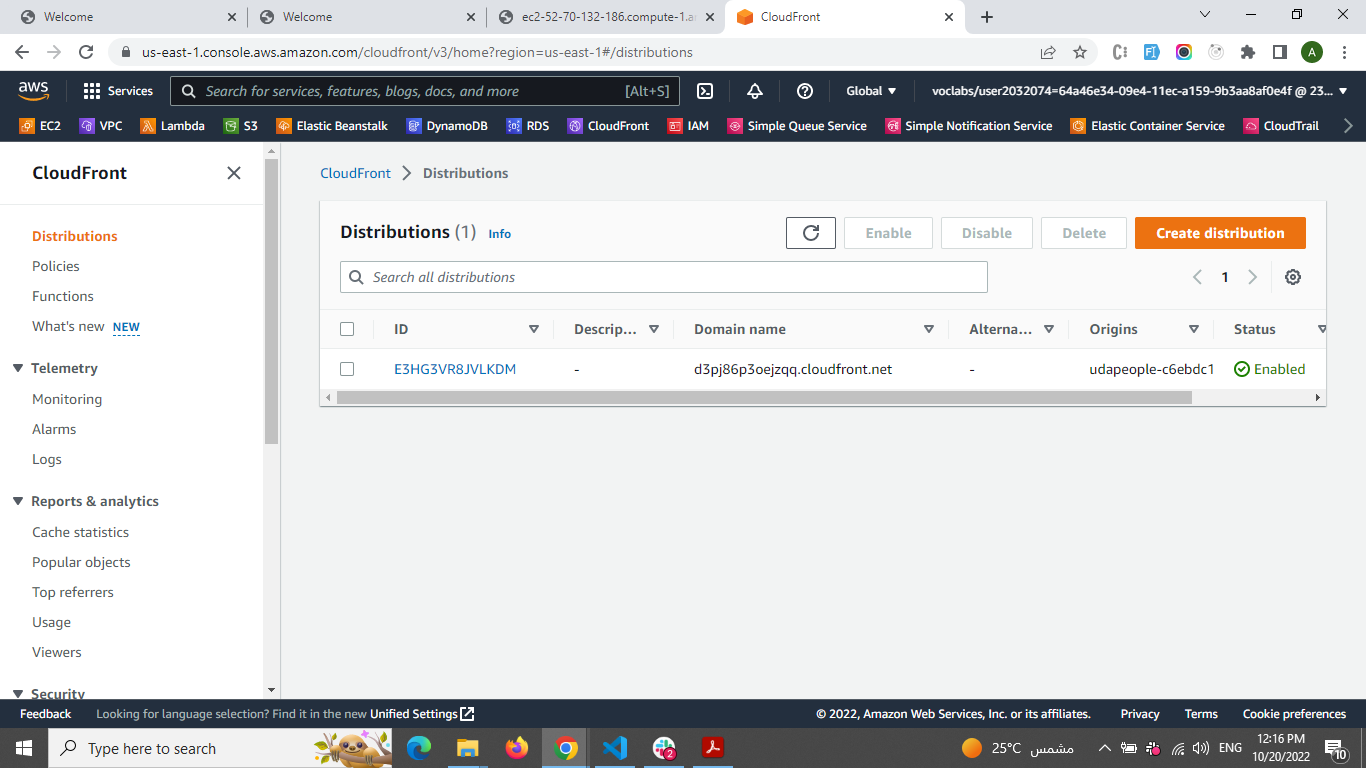 Welcome
Welcome
ec2-52-70-132-186.compute-1.a
CloudFront
us-east-1.console.aws.amazon.com/cloudfront/v3/home?region=us-east-1#/distributions
A
aws
Services
Search for services, features, blogs, docs, and more
[Alt+S]
Global
voclabs/user2032074=64a46e34-09e4-11ec-a159-9b3aa8af0e4f @ 23...
EC2
VPC
Lambda
S3
Elastic Beanstalk
DynamoDB
RDS
CloudFront
IAM
Simple Queue Service
Simple Notification Service
Elastic Container Service
CloudTrail
CloudFront
Distributions
Policies
Functions
What's new NEW
Telemetry
Monitoring
Alarms
Logs
Reports & analytics
Cache statistics
Popular objects
Top referrers
Usage
Viewers
Security
CloudFront > Distributions
Distributions (1) Info
Enable
Disable
Delete
Create distribution
Search all distributions
1
ID
Descrip...
Domain name
Alterna...
Origins
Status
E3HG3VR8JVLKDM
-
d3pj86p3oejzqq.cloudfront.net
-
udapeople-c6ebdc1
Enabled
Feedback
Looking for language selection? Find it in the new Unified Settings
© 2022, Amazon Web Services, Inc. or its affiliates.
Privacy
Terms
Cookie preferences
Type here to search
2
25°C مشمس
ENG
12:16 PM
10/20/2022
10